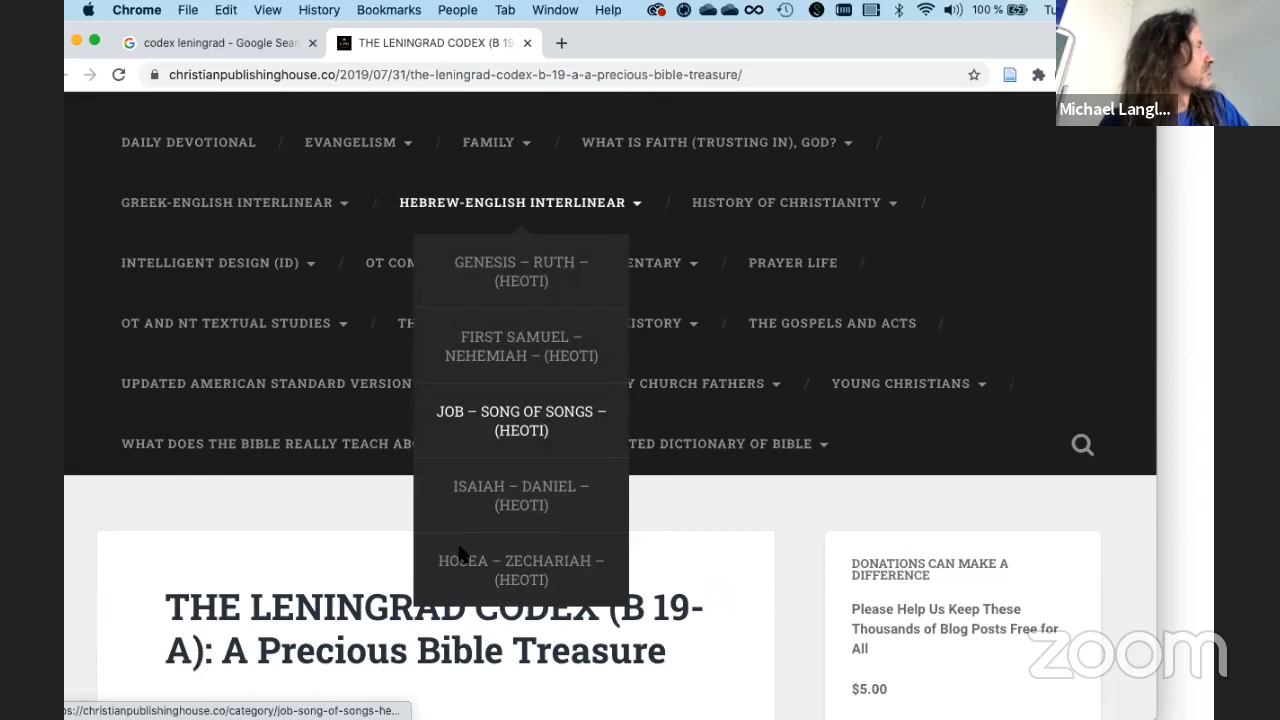 Chrome File Edit View History Bookmarks People Tab Window Help 100 % Tu
codex leningrad - Google Sear
THE LENINGRAD CODEX (B 19
christianpublishinghouse.co/2019/07/31/the-leningrad-codex-b-19-a-a-precious-bible-treasure/
Michael Langl...
DAILY DEVOTIONAL / EVANGELISM / FAMILY / WHAT IS FAITH (TRUSTING IN), GOD? /
GREEK-ENGLISH INTERLINEAR / HEBREW-ENGLISH INTERLINEAR / HISTORY OF CHRISTIANITY /
INTELLIGENT DESIGN (ID) / OT COM ENTARY / PRAYER LIFE /
OT AND NT TEXTUAL STUDIES / TH ISTORY / THE GOSPELS AND ACTS /
UPDATED AMERICAN STANDARD VERSION Y CHURCH FATHERS / YOUNG CHRISTIANS /
WHAT DOES THE BIBLE REALLY TEACH ABO TED DICTIONARY OF BIBLE
GENESIS – RUTH –
(HEOTI)
FIRST SAMUEL –
NEHEMIAH – (HEOTI)
JOB – SONG OF SONGS –
(HEOTI)
ISAIAH – DANIEL –
(HEOTI)
HOSEA – ZECHARIAH –
(HEOTI)
THE LENINGRAD CODEX (B 19-
A): A Precious Bible Treasure
DONATIONS CAN MAKE A
DIFFERENCE
Please Help Us Keep These
Thousands of Blog Posts Free for
All
$5.00
zoom
ps://christianpublishinghouse.co/category/job-song-of-songs-he...